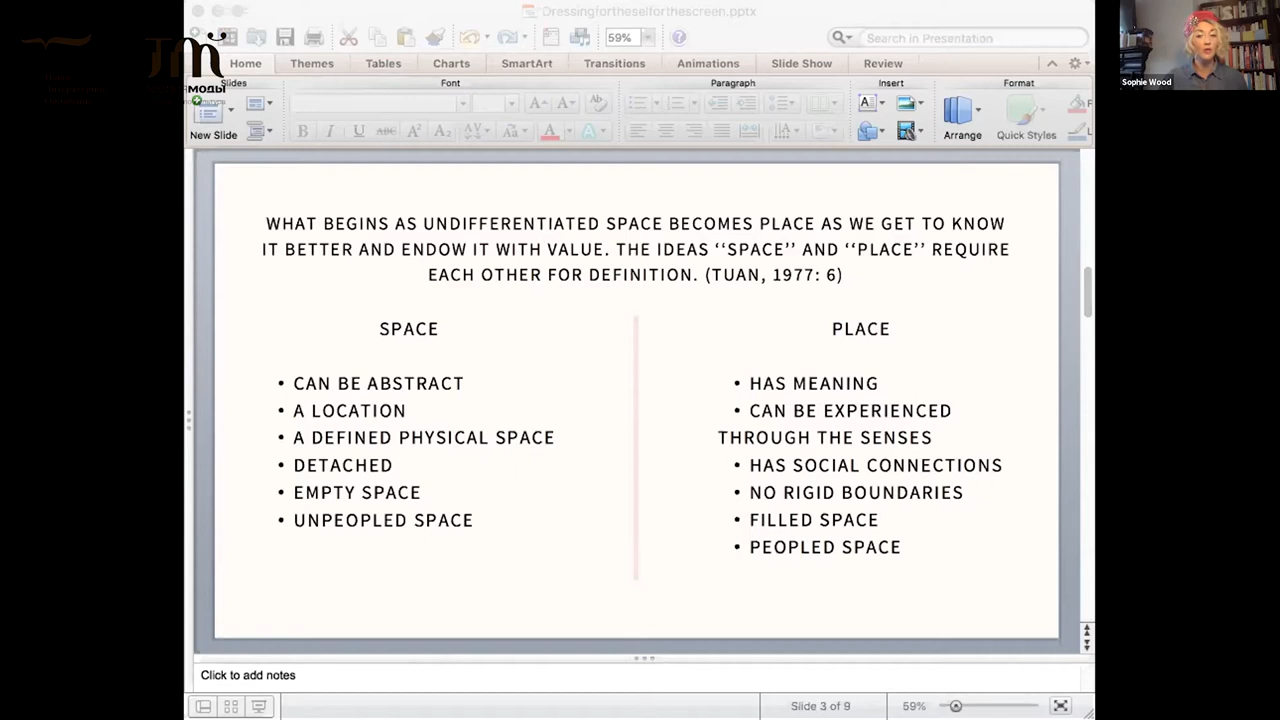 Dressingfortheselforthescreen.pptx
59%
Search in Presentation
Home
Themes
Tables
Charts
SmartArt
Transitions
Animations
Slide Show
Review
Slides
Font
Paragraph
Insert
Format
New Slide
Arrange
Quick Styles
моды
Sophie Wood
WHAT BEGINS AS UNDIFFERENTIATED SPACE BECOMES PLACE AS WE GET TO KNOW
IT BETTER AND ENDOW IT WITH VALUE. THE IDEAS ‘‘SPACE’’ AND ‘‘PLACE’’ REQUIRE
EACH OTHER FOR DEFINITION. (TUAN, 1977: 6)
SPACE
• CAN BE ABSTRACT
• A LOCATION
• A DEFINED PHYSICAL SPACE
• DETACHED
• EMPTY SPACE
• UNPEOPLED SPACE
PLACE
• HAS MEANING
• CAN BE EXPERIENCED
THROUGH THE SENSES
• HAS SOCIAL CONNECTIONS
• NO RIGID BOUNDARIES
• FILLED SPACE
• PEOPLED SPACE
Click to add notes
Slide 3 of 9
59%